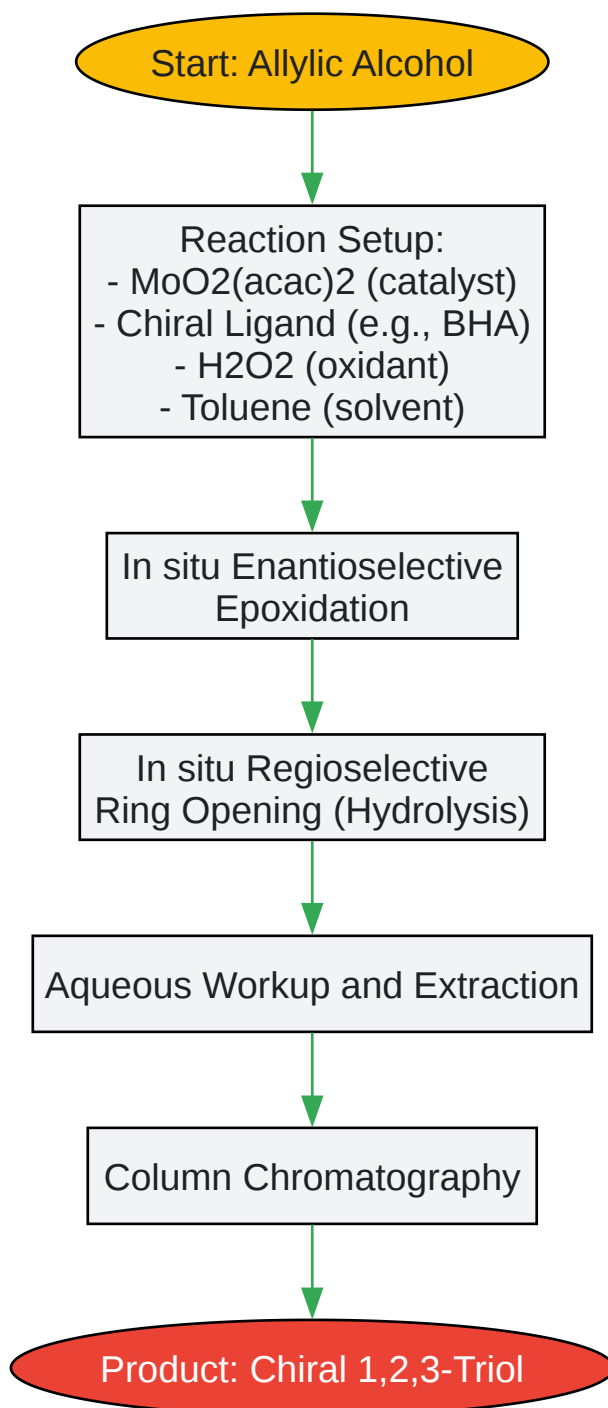 Start: Allylic Alcohol
Reaction Setup:
- MoO2(acac)2 (catalyst)
- Chiral Ligand (e.g., BHA)
- H2O2 (oxidant)
- Toluene (solvent)
In situ Enantioselective
Epoxidation
In situ Regioselective
Ring Opening (Hydrolysis)
Aqueous Workup and Extraction
Column Chromatography
Product: Chiral 1,2,3-Triol